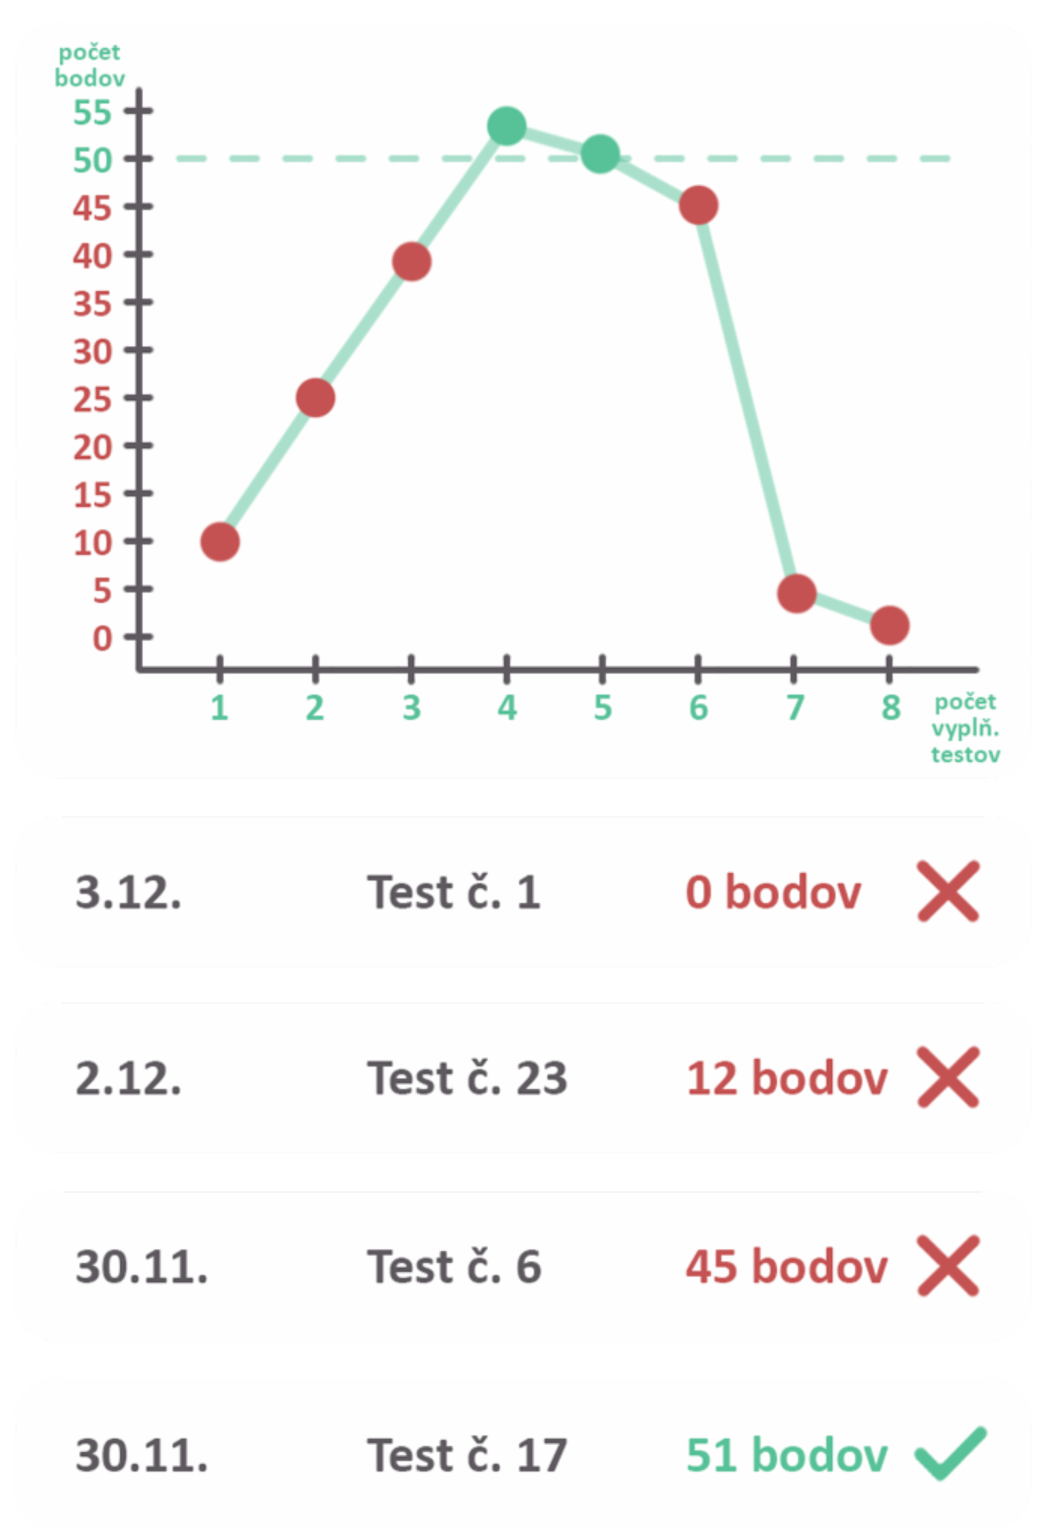 počet
bodov
55
50
45
40
35
30
25
20
15
10
5
0
1 2 3 4 5 6 7 8
počet
vyplň.
testov
3.12. Test č. 1 0 bodov
2.12. Test č. 23 12 bodov
30.11. Test č. 6 45 bodov
30.11. Test č. 17 51 bodov